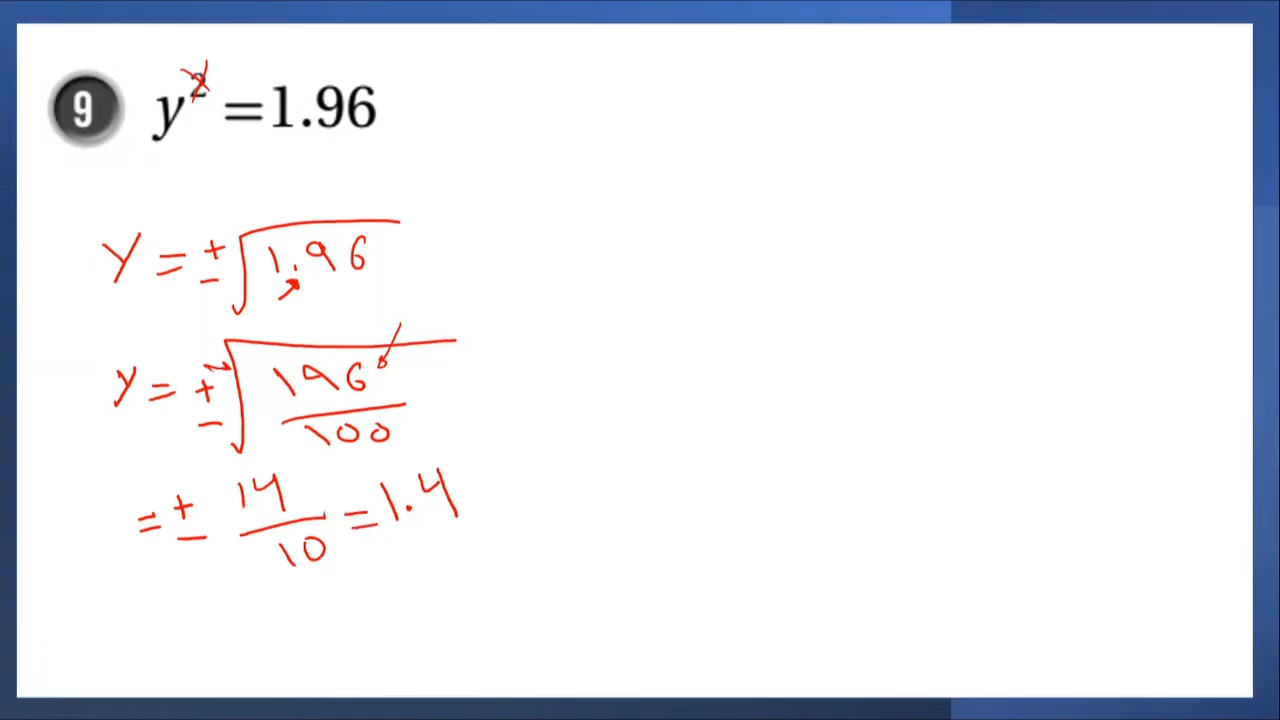 9 y² =1.96
Y = ± √1.96
y = ± √196/100
= ± 14/10 = 1.4